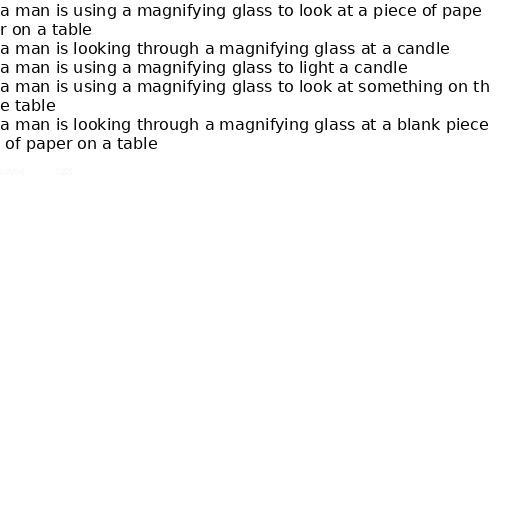 a man is using a magnifying glass to look at a piece of pape
r on a table
a man is looking through a magnifying glass at a candle
a man is using a magnifying glass to light a candle
a man is using a magnifying glass to look at something on th
e table
a man is looking through a magnifying glass at a blank piece
 of paper on a table